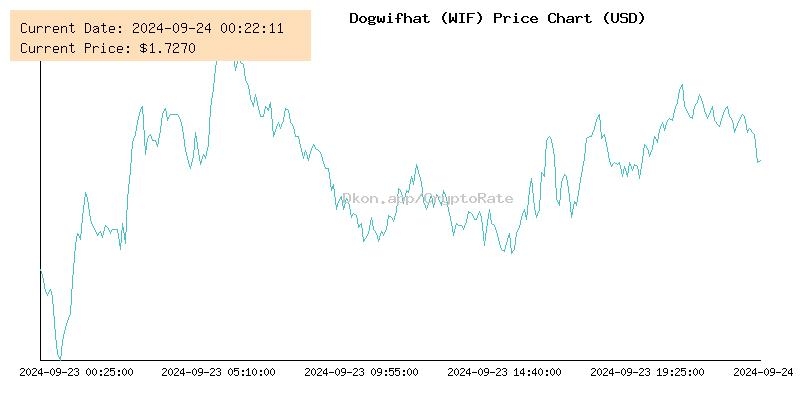 Dogwifhat (WIF) Price Chart (USD)
Current Date: 2024-09-24 00:22:11
Current Price: $1.7270
Dkon.app/CryptoRate
2024-09-23 00:25:00 2024-09-23 05:10:00 2024-09-23 09:55:00 2024-09-23 14:40:00 2024-09-23 19:25:00 2024-09-24